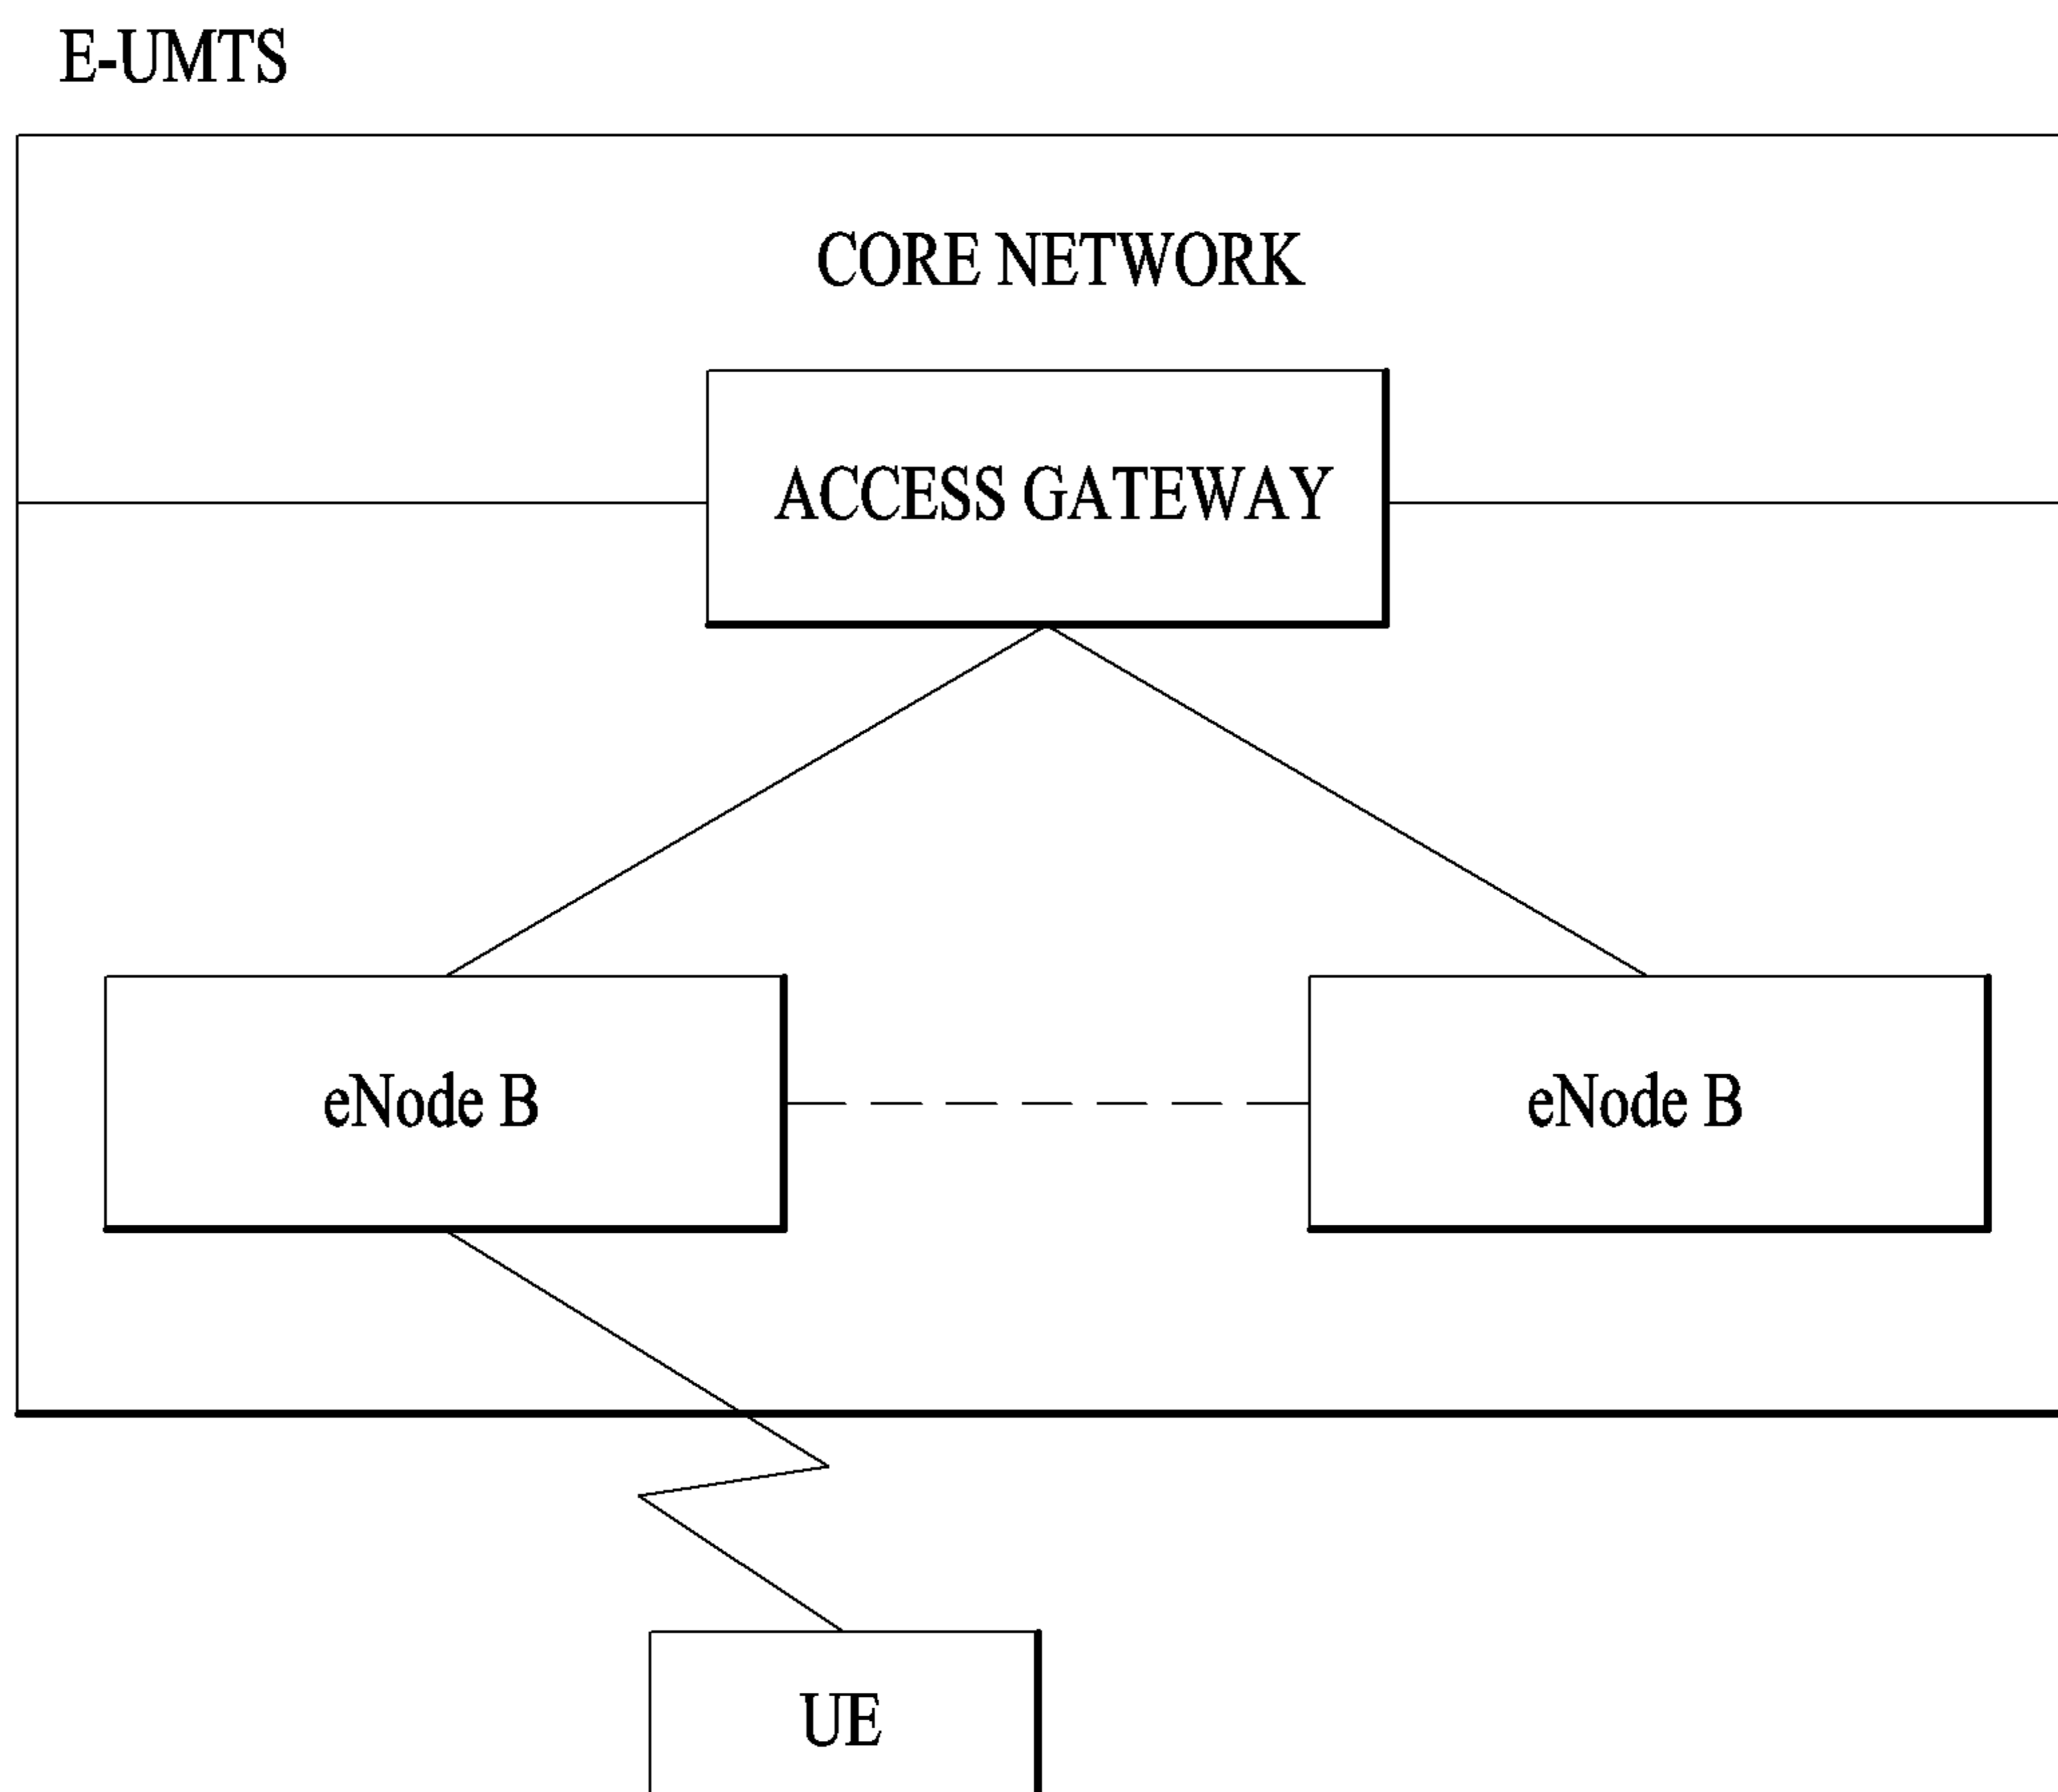 E-UMTS
CORE NETWORK
ACCESS GATEWAY
eNode B
eNode B
UE